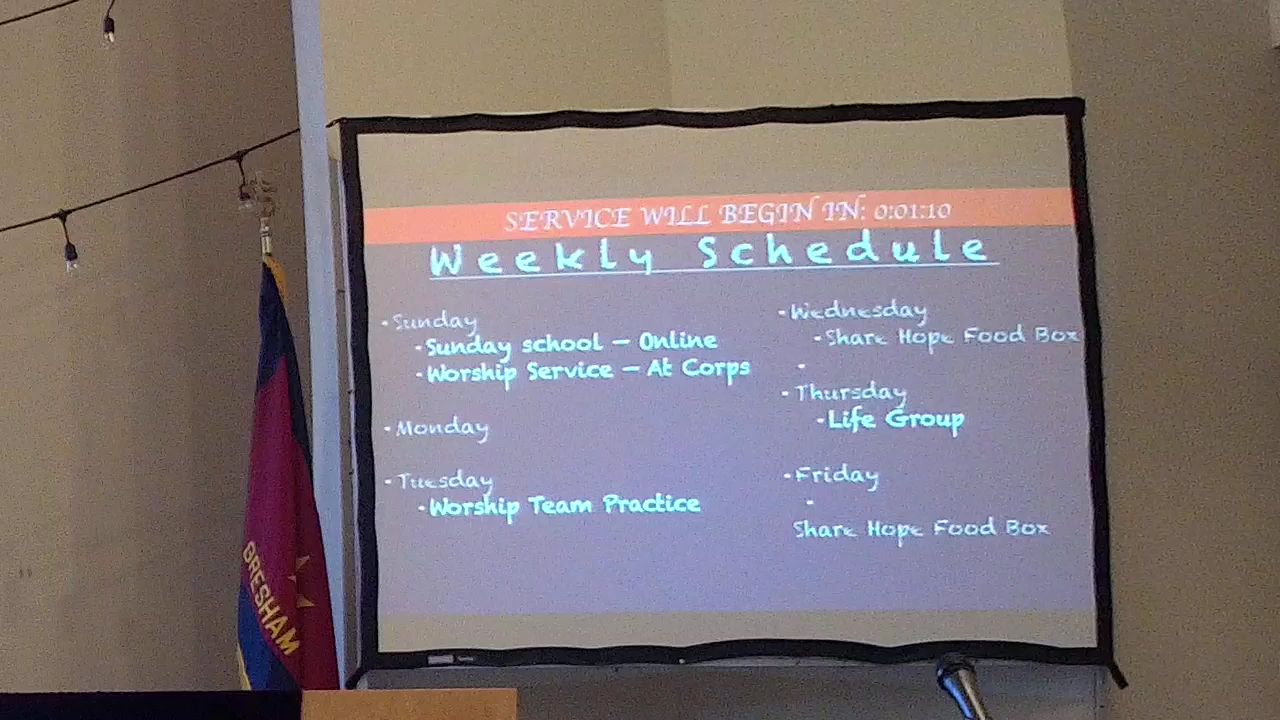 SERVICE WILL BEGIN IN: 0:01:10
Weekly Schedule
• Sunday
• Sunday school – Online
• Worship Service – At Corps
• Monday
• Tuesday
• Worship Team Practice
• Wednesday
• Share Hope Food Box
•
• Thursday
• Life Group
• Friday
•
Share Hope Food Box
GRESHAM